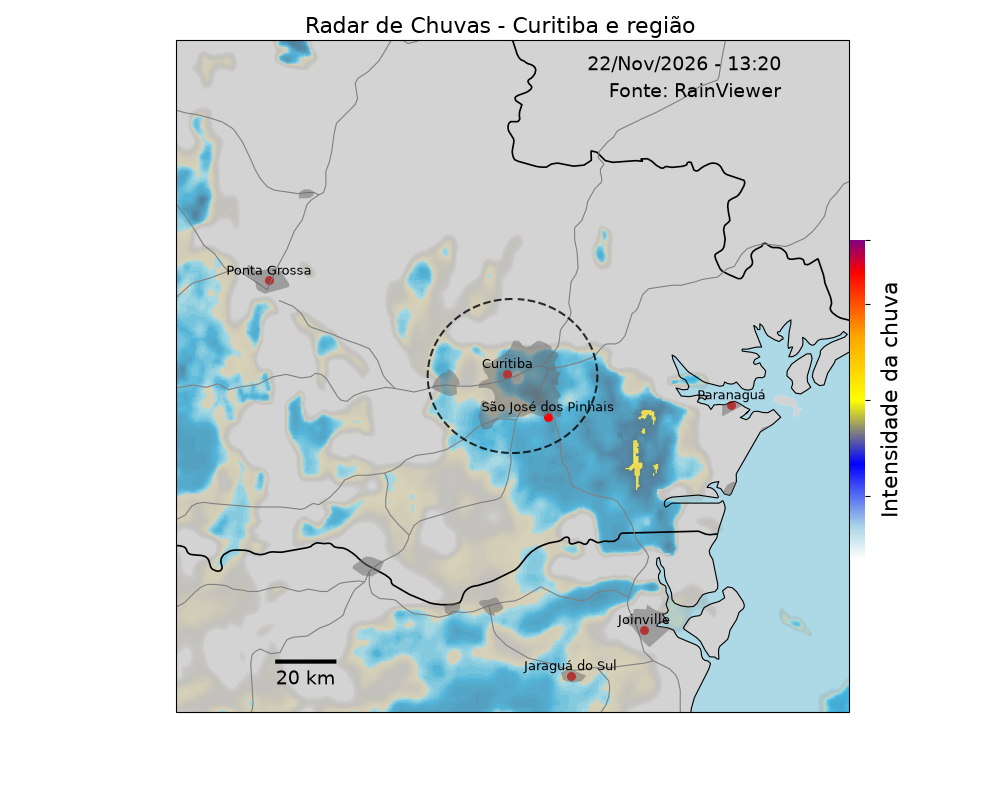 Radar de Chuvas - Curitiba e região
22/Nov/2026 - 13:20
Fonte: RainViewer
Ponta Grossa
Curitiba
Paranaguá
São José dos Pinhais
Intensidade da chuva
Joinville
Jaraguá do Sul
20 km